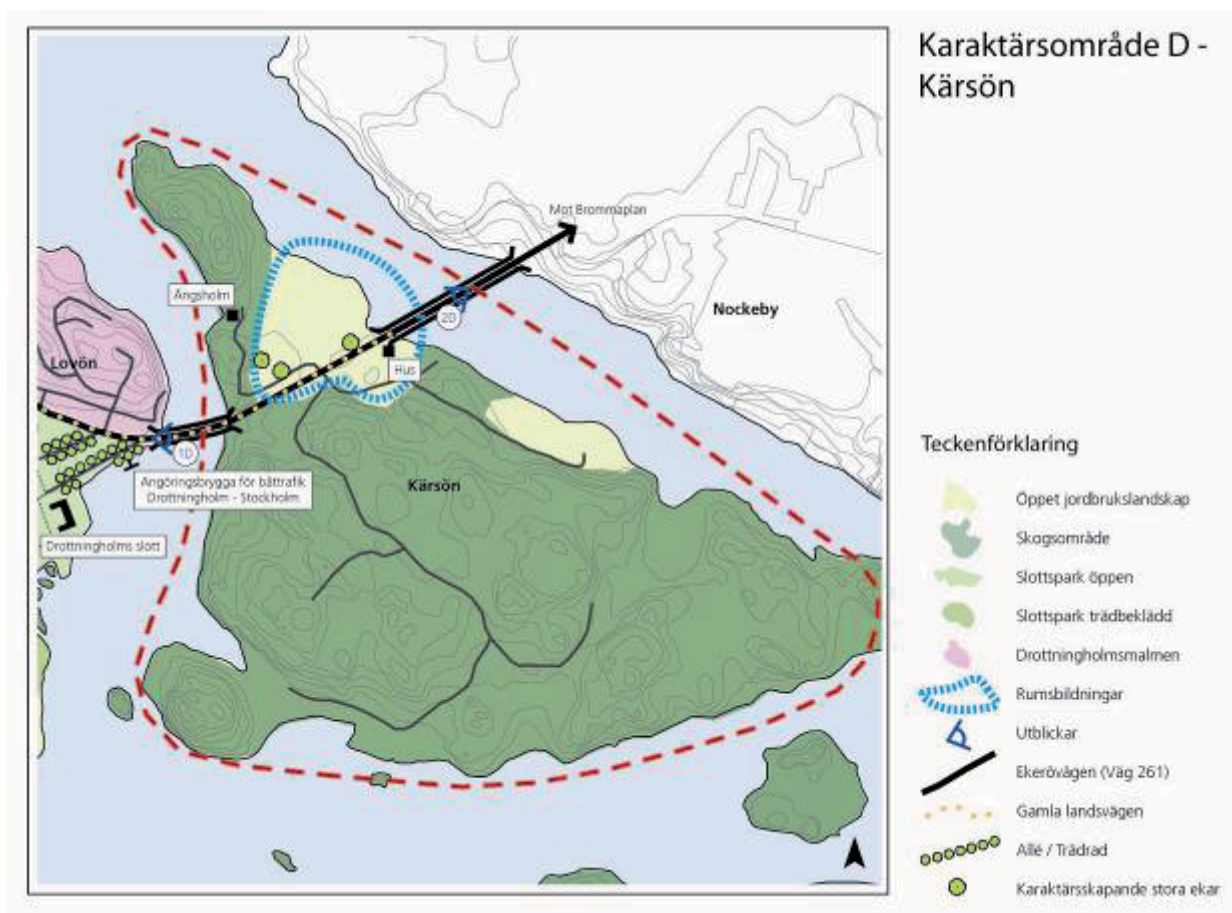 Karaktärsområde D -
Kärsön
Mot Brommaplan
Ängsholm
Nockeby
2D
Lovön
Hus
1D
Angöringsbrygga för båttrafik
Drottningholm - Stockholm
Kärsön
Drottningholms slott
Teckenförklaring
Öppet jordbrukslandskap
Skogsområde
Slottspark öppen
Slottspark trädbeklädd
Drottningholmsmalmen
Rumsbildningar
Utblickar
Ekerövägen (Väg 261)
Gamla landsvägen
Allé / Trädrad
Karaktärsskapande stora ekar